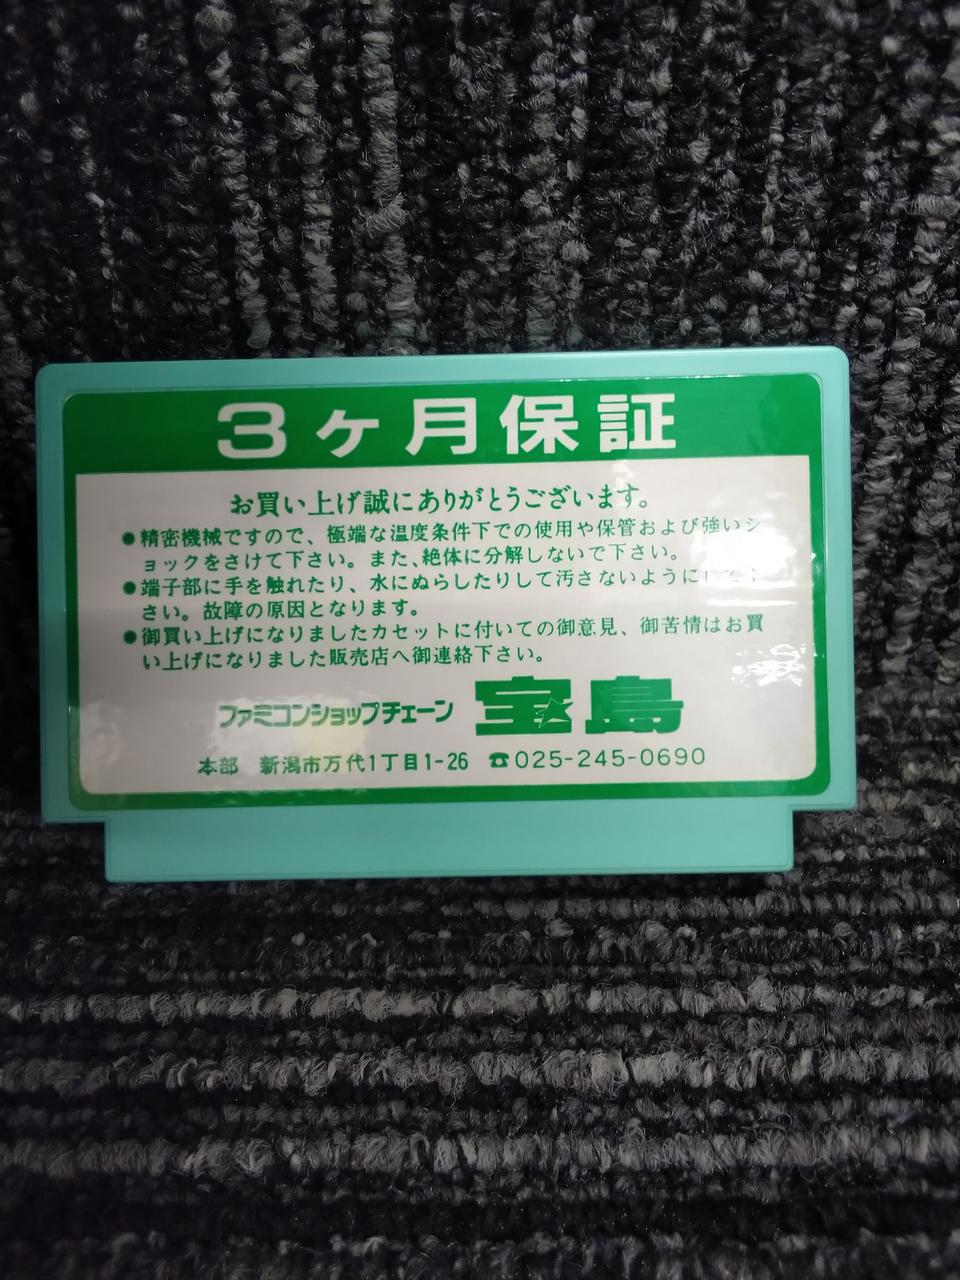 3ヶ月保証
お買い上げ誠にありがとうございます。
●精密機械ですので、極端な温度条件下での使用や保管および強いシ
ョックをさけて下さい。また、絶対に分解しないで下さい。
●端子部に手を触れたり、水にぬらしたりして汚さないように
さい。故障の原因となります。
●御買い上げになりましたカセットに付いての御意見、御苦情はお買
い上げになりました販売店へ御連絡下さい。
ファミコンショップチェーン 宝島
本部 新潟市万代1丁目1-26 ☎025-245-0690